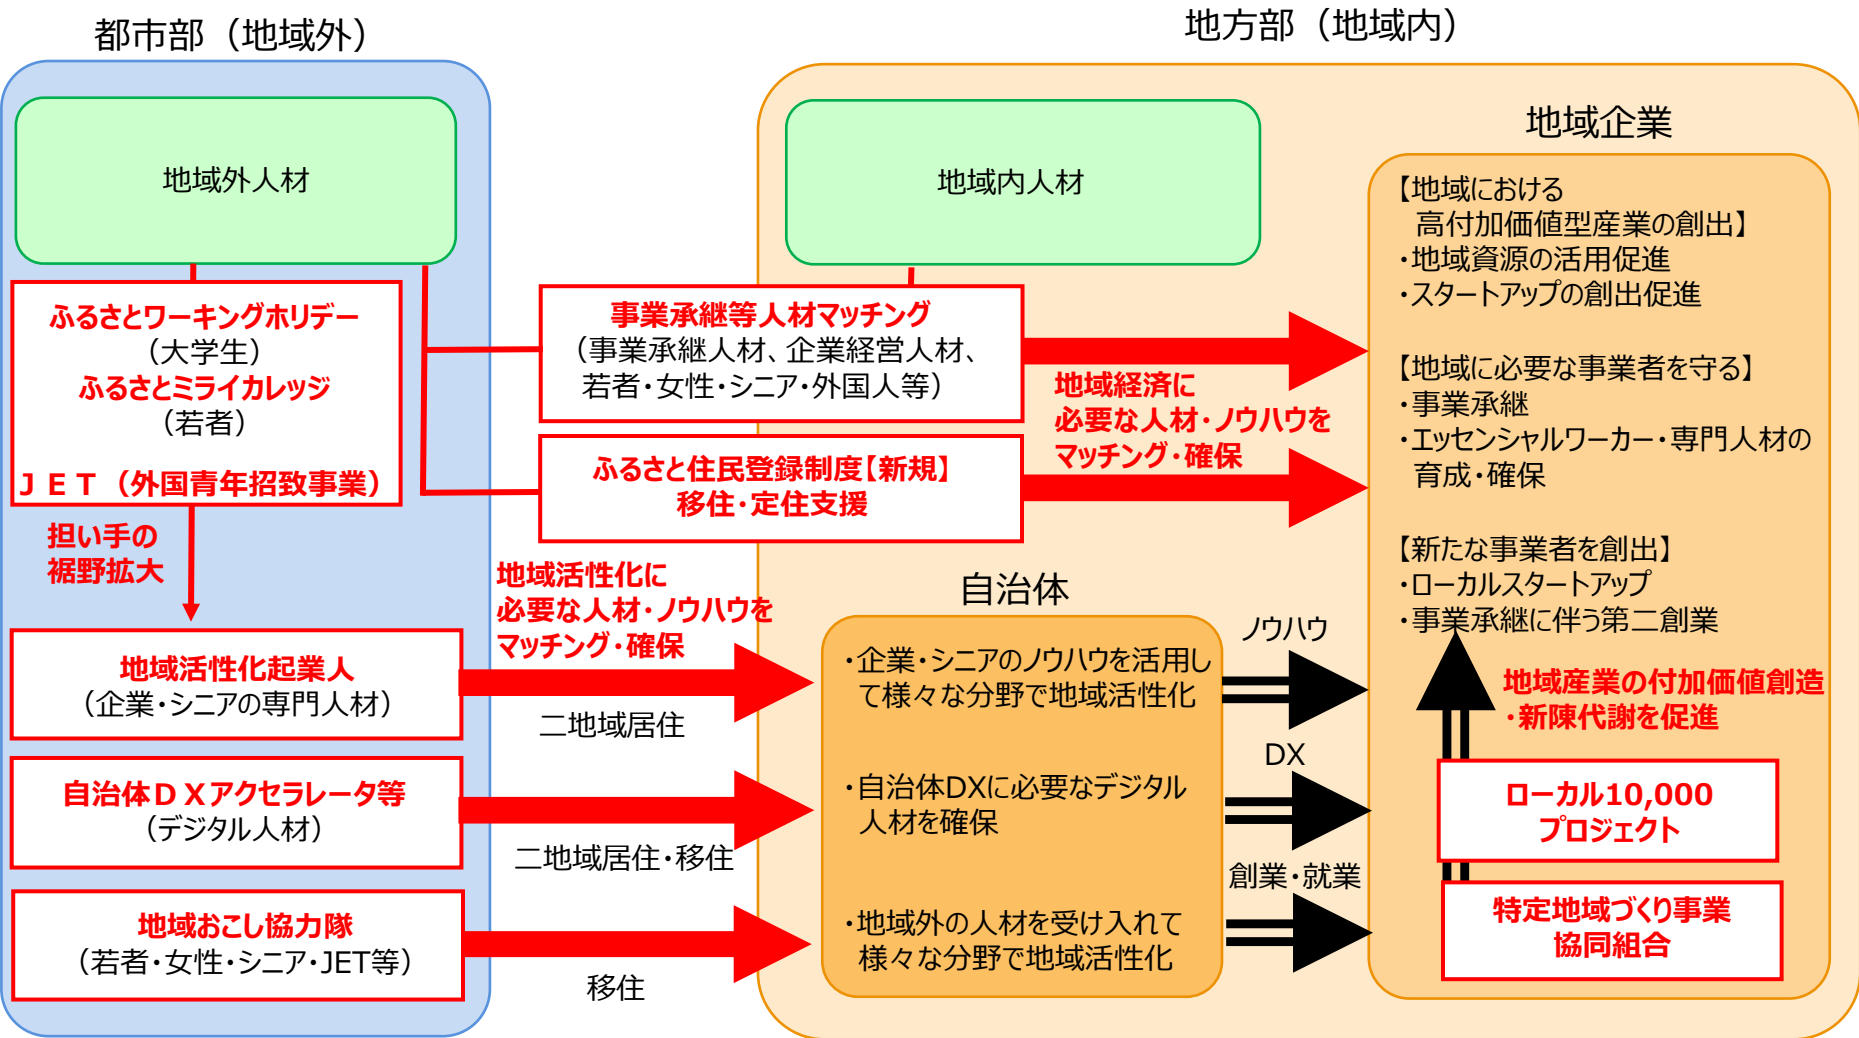 都市部（地域外）
地域外人材
ふるさとワーキングホリデー
（大学生）
ふるさとミライカレッジ
（若者）
ＪＥＴ（外国青年招致事業）
担い手の
裾野拡大
地域活性化起業人
（企業・シニアの専門人材）
自治体ＤＸアクセラレータ等
（デジタル人材）
地域おこし協力隊
（若者・女性・シニア・JET等）
事業承継等人材マッチング
（事業承継人材、企業経営人材、
若者・女性・シニア・外国人等）
ふるさと住民登録制度【新規】
移住・定住支援
地域活性化に
必要な人材・ノウハウを
マッチング・確保
二地域居住
二地域居住・移住
移住
地方部（地域内）
地域内人材
地域経済に
必要な人材・ノウハウを
マッチング・確保
自治体
・企業・シニアのノウハウを活用し
て様々な分野で地域活性化
・自治体DXに必要なデジタル
人材を確保
・地域外の人材を受け入れて
様々な分野で地域活性化
ノウハウ
DX
創業・就業
地域企業
【地域における
高付加価値型産業の創出】
・地域資源の活用促進
・スタートアップの創出促進
【地域に必要な事業者を守る】
・事業承継
・エッセンシャルワーカー・専門人材の
育成・確保
【新たな事業者を創出】
・ローカルスタートアップ
・事業承継に伴う第二創業
地域産業の付加価値創造
・新陳代謝を促進
ローカル10,000
プロジェクト
特定地域づくり事業
協同組合